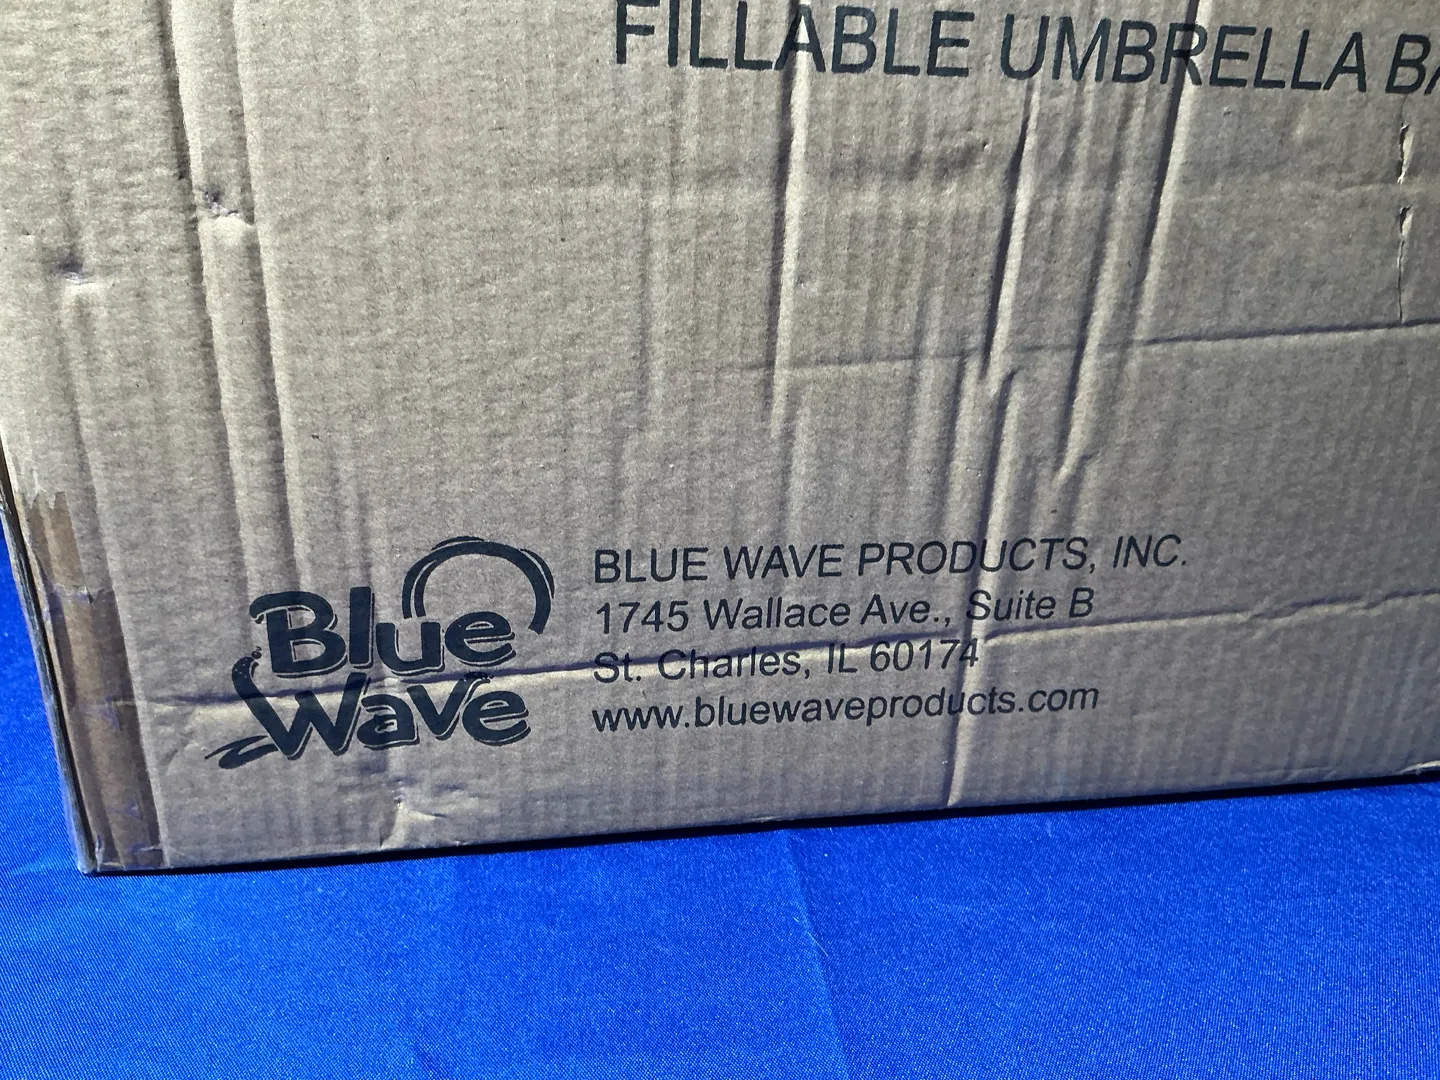 FILLABLE UMBRELLA
Blue
Wave
BLUE WAVE PRODUCTS, INC.
1745 Wallace Ave., Suite B
St. Charles, IL 60174
www.bluewaveproducts.com